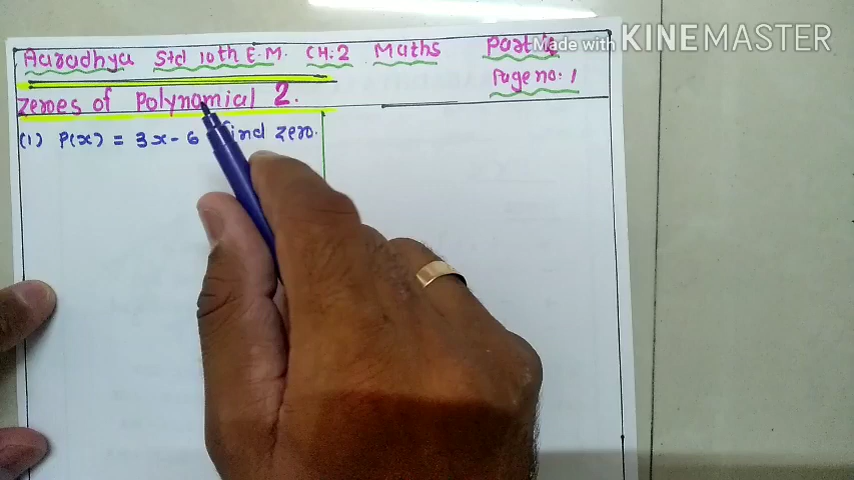 Aaradhya Std 10th E.M. CH:2 Maths Part:
Made with KINEMASTER
Page no: 1
Zeroes of Polynomial 2.
(1) P(x) = 3x - 6 find zero.